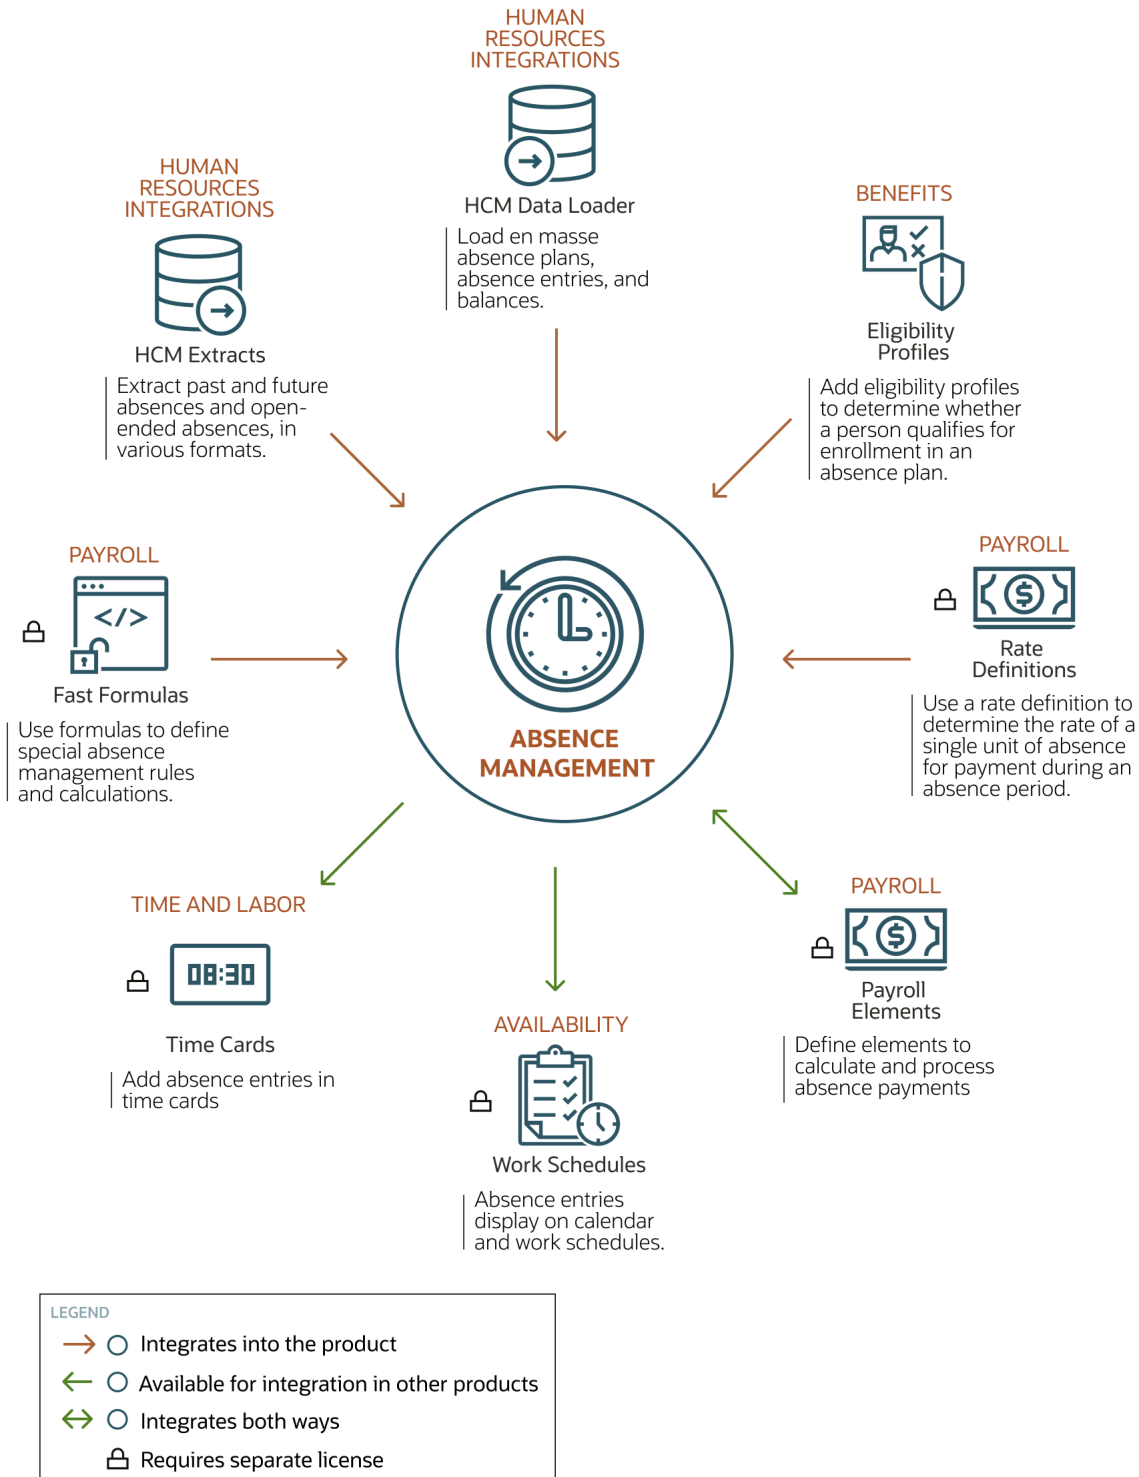 HUMAN
RESOURCES
INTEGRATIONS
HCM Data Loader
Load en masse
absence plans,
absence entries, and
balances.
HUMAN
RESOURCES
INTEGRATIONS
HCM Extracts
Extract past and future
absences and open-
ended absences, in
various formats.
BENEFITS
Eligibility
Profiles
Add eligibility profiles
to determine whether
a person qualifies for
enrollment in an
absence plan.
PAYROLL
</>
Fast Formulas
Use formulas to define
special absence
management rules
and calculations.
ABSENCE
MANAGEMENT
PAYROLL
$
Rate
Definitions
Use a rate definition to
determine the rate of a
single unit of absence
for payment during an
absence period.
TIME AND LABOR
08:30
Time Cards
Add absence entries in
time cards
AVAILABILITY
Work Schedules
Absence entries
display on calendar
and work schedules.
PAYROLL
$
Payroll
Elements
Define elements to
calculate and process
absence payments
LEGEND
Integrates into the product
Available for integration in other products
Integrates both ways
Requires separate license